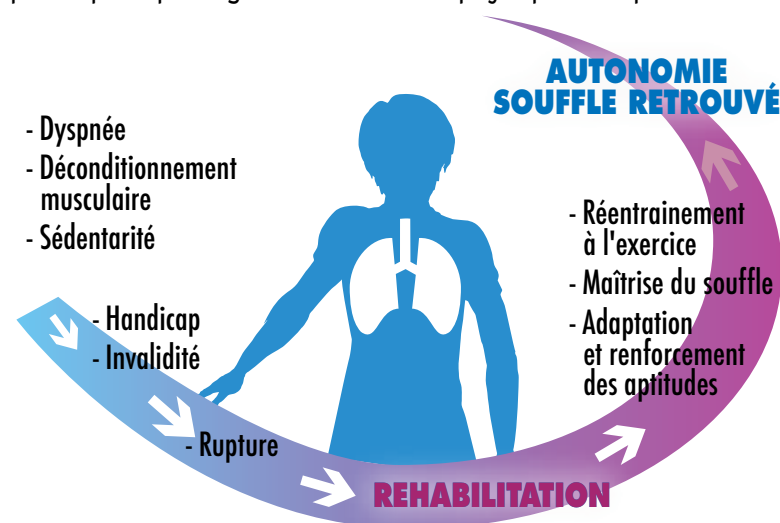 - Dyspnée
- Déconditionnement
musculaire
- Sédentarité
- Handicap
- Invalidité
- Rupture
REHABILITATION
- Réentrainement
à l'exercice
- Maîtrise du souffle
- Adaptation
et renforcement
des aptitudes
AUTONOMIE
SOUFFLE RETROUVÉ